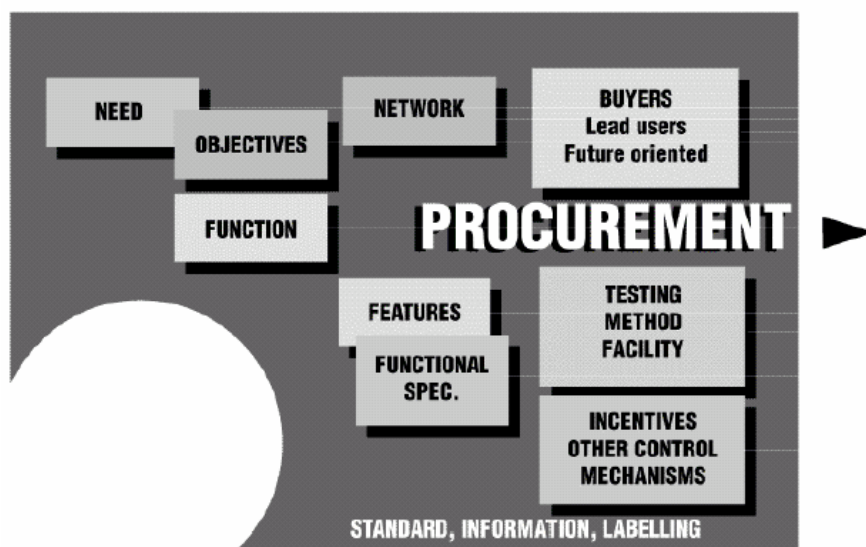 NEED
OBJECTIVES
FUNCTION
NETWORK
BUYERS
Lead users
Future oriented
PROCUREMENT
FEATURES
FUNCTIONAL
SPEC.
TESTING
METHOD
FACILITY
INCENTIVES
OTHER CONTROL
MECHANISMS
STANDARD, INFORMATION, LABELLING